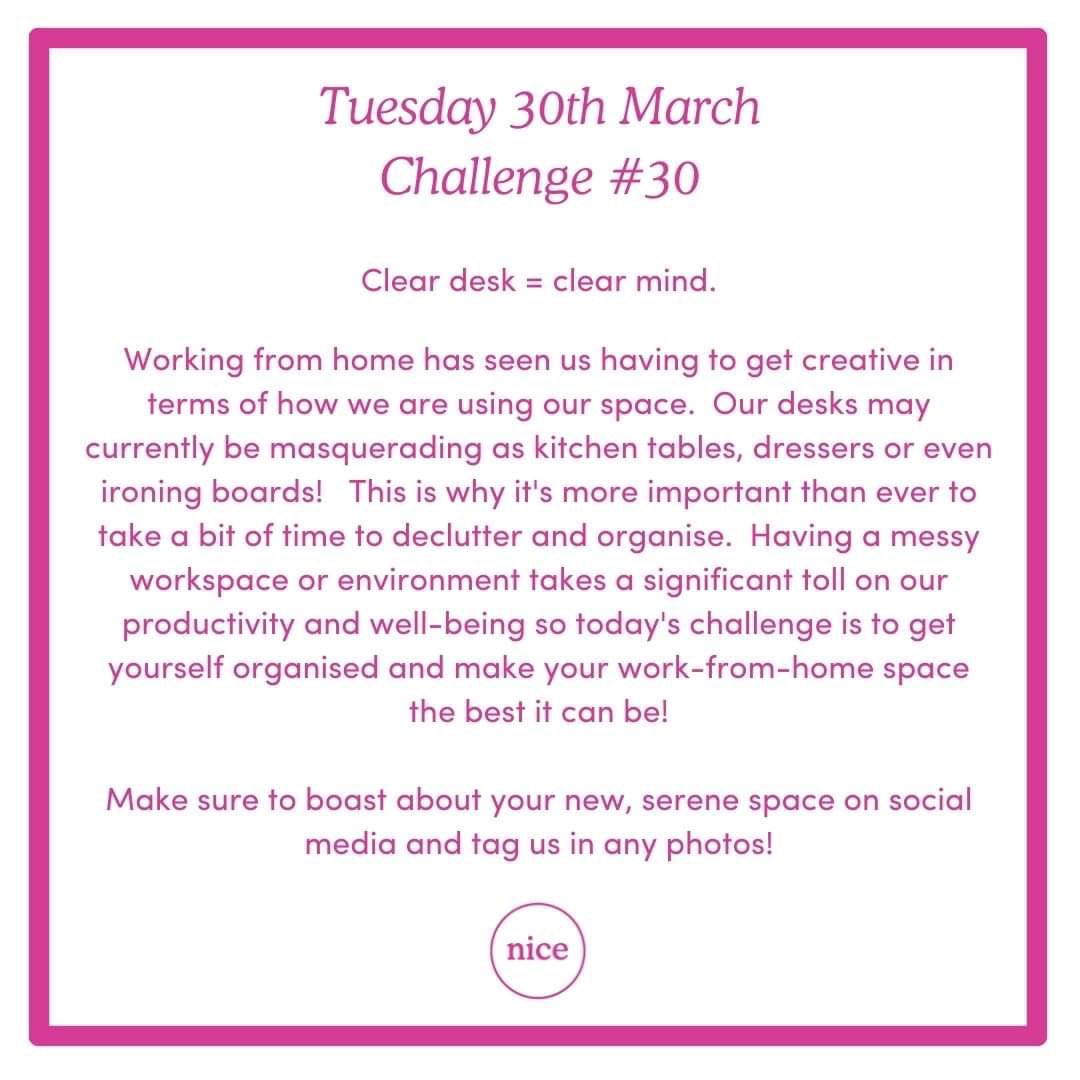 Tuesday 30th March
Challenge #30
Clear desk = clear mind.
Working from home has seen us having to get creative in
terms of how we are using our space.  Our desks may
currently be masquerading as kitchen tables, dressers or even
ironing boards!   This is why it's more important than ever to
take a bit of time to declutter and organise.  Having a messy
workspace or environment takes a significant toll on our
productivity and well-being so today's challenge is to get
yourself organised and make your work-from-home space
the best it can be!
Make sure to boast about your new, serene space on social
media and tag us in any photos!
nice